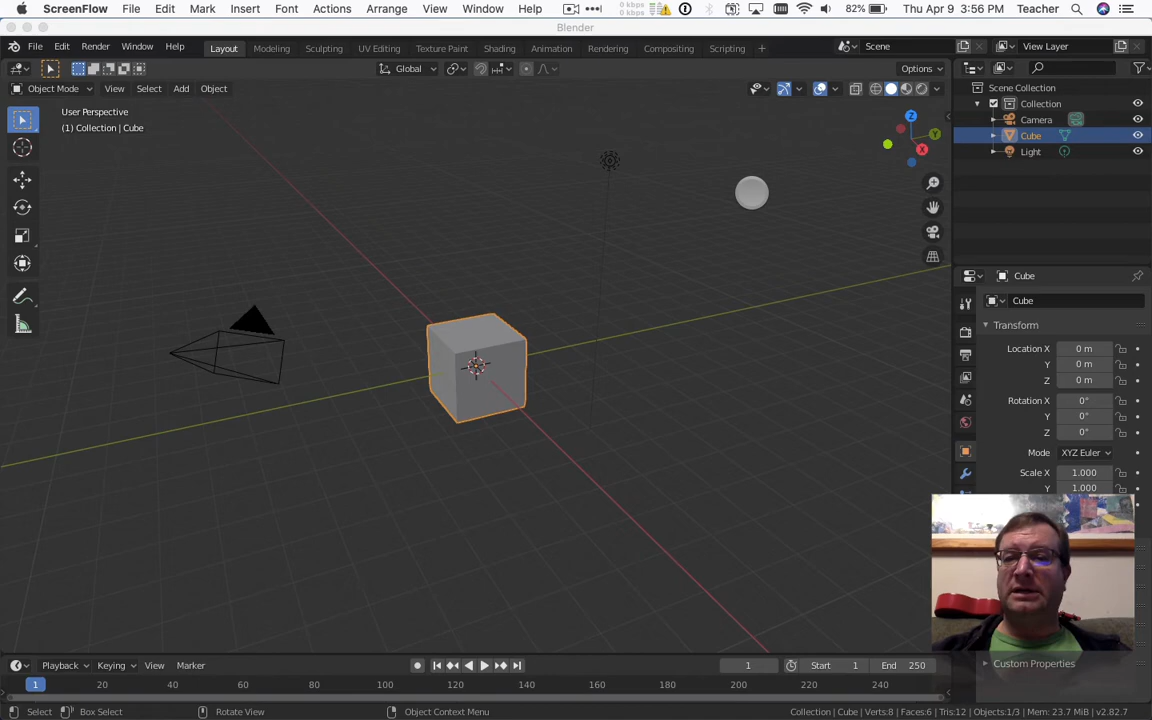 ScreenFlow File Edit Mark Insert Font Actions Arrange View Window Help 0 kbps 0 kbps 82% Thu Apr 9 3:56 PM Teacher
Blender
File Edit Render Window Help Layout Modeling Sculpting UV Editing Texture Paint Shading Animation Rendering Compositing Scripting + Scene View Layer
Global Options
Object Mode View Select Add Object
User Perspective
(1) Collection | Cube
Z
Y
X
Scene Collection
Collection
Camera
Cube
Light
Cube
Cube
Transform
Location X 0 m
Y 0 m
Z 0 m
Rotation X 0°
Y 0°
Z 0°
Mode XYZ Euler
Scale X 1.000
Y 1.000
Custom Properties
Playback Keying View Marker 1 Start 1 End 250
1 20 40 60 80 100 120 140 160 180 200 220 240
Select Box Select Rotate View Object Context Menu Collection | Cube | Verts:8 | Faces:6 | Tris:12 | Objects:1/3 | Mem: 23.7 MiB | v2.82.7